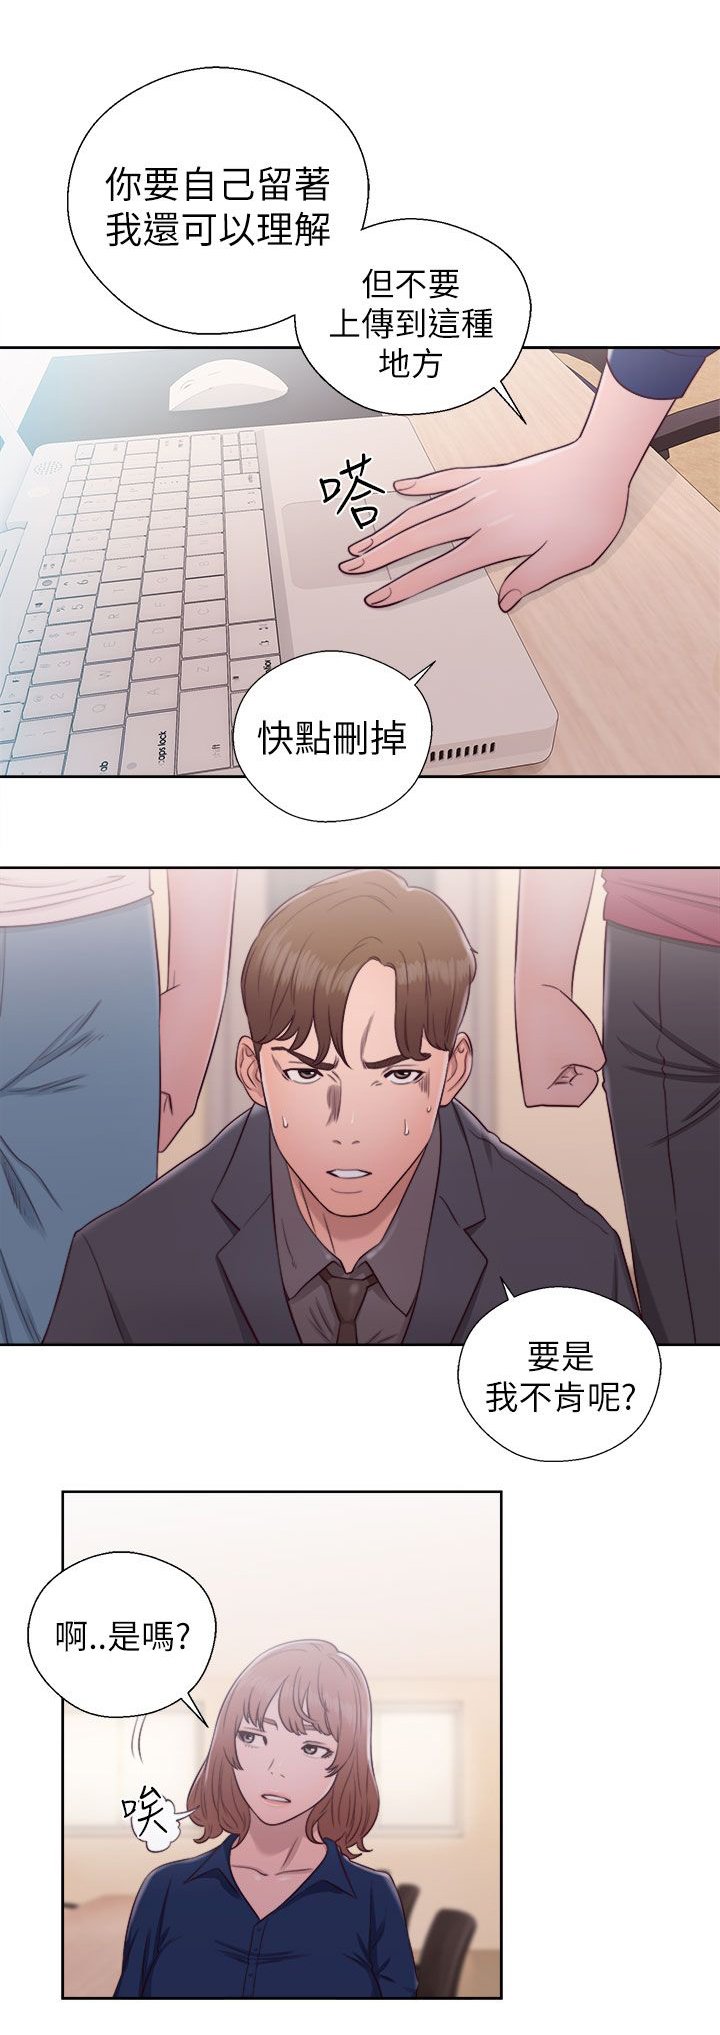 你要自己留著
我還可以理解
但不要
上傳到這種
地方
嗒
快點刪掉
要是
我不肯呢?
啊..是嗎?
唉